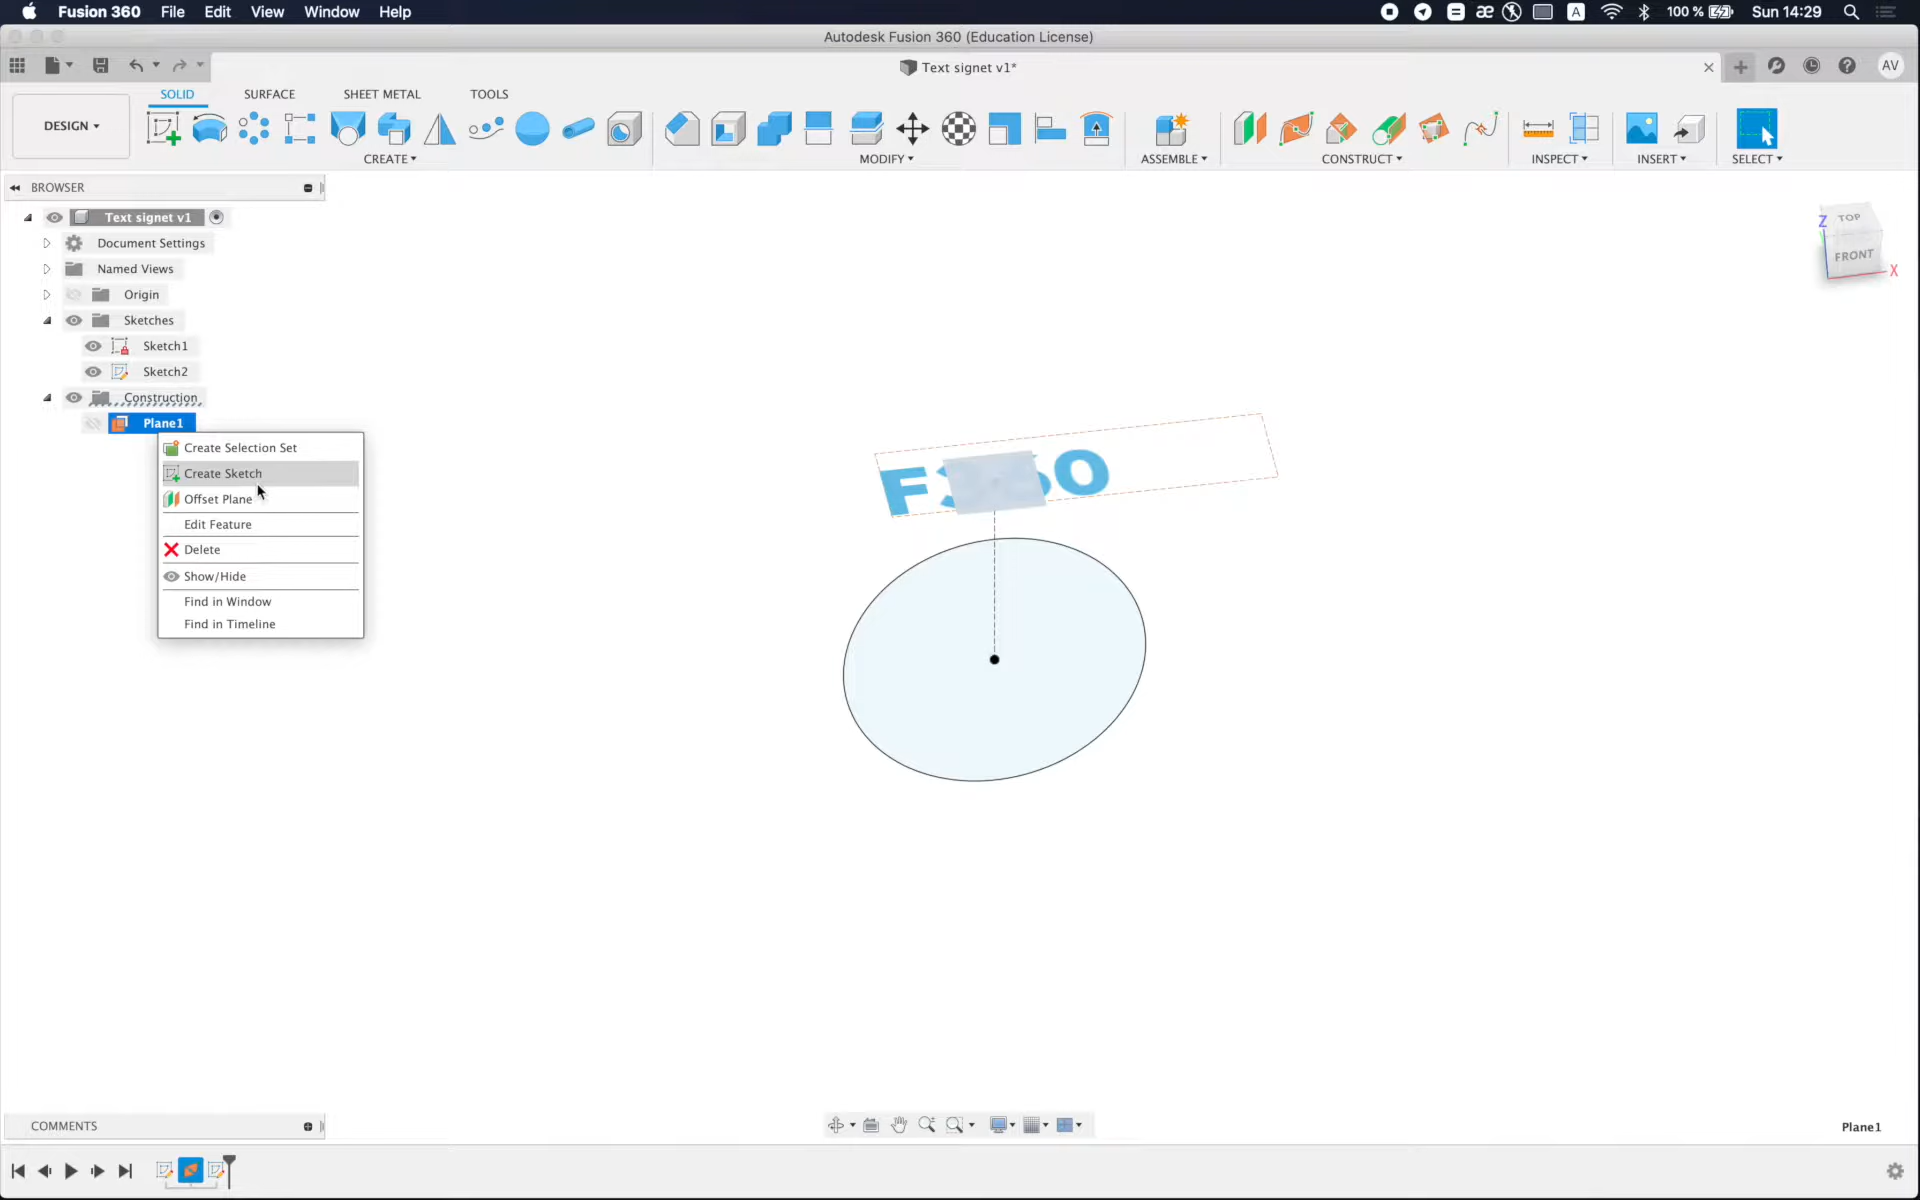 Fusion 360 File Edit View Window Help
æ A 100 % Sun 14:29
Autodesk Fusion 360 (Education License)
Text signet v1*
AV
SOLID SURFACE SHEET METAL TOOLS
DESIGN
CREATE MODIFY ASSEMBLE CONSTRUCT INSPECT INSERT SELECT
BROWSER
Text signet v1
Document Settings
Named Views
Origin
Sketches
Sketch1
Sketch2
Construction
Plane1
Create Selection Set
Create Sketch
Offset Plane
Edit Feature
Delete
Show/Hide
Find in Window
Find in Timeline
TOP
Z
FRONT
X
F360
COMMENTS
Plane1